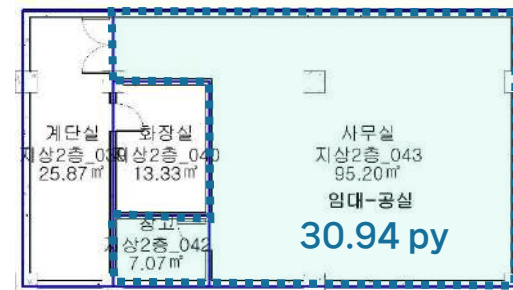 계단실
지상2층_039
25.87㎡
화장실
지상2층_040
13.33㎡
창고
지상2층_042
7.07㎡
사무실
지상2층_043
95.20㎡
임대-공실
30.94 py